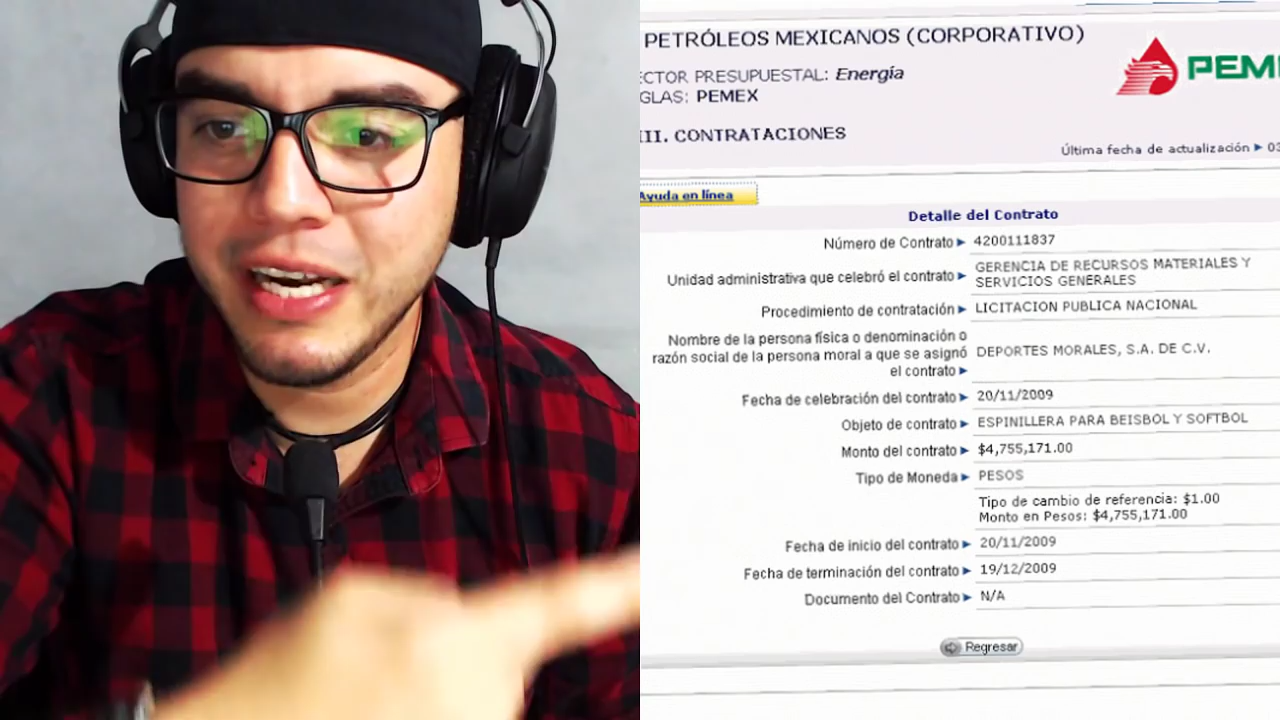 PETRÓLEOS MEXICANOS (CORPORATIVO)
PEMEX
ECTOR PRESUPUESTAL: Energía
GLAS: PEMEX
III. CONTRATACIONES
Última fecha de actualización 03
Ayuda en línea
Detalle del Contrato
Número de Contrato 4200111837
Unidad administrativa que celebró el contrato GERENCIA DE RECURSOS MATERIALES Y
SERVICIOS GENERALES
Procedimiento de contratación LICITACION PUBLICA NACIONAL
Nombre de la persona física o denominación o
razón social de la persona moral a que se asignó DEPORTES MORALES, S.A. DE C.V.
el contrato
Fecha de celebración del contrato 20/11/2009
Objeto de contrato ESPINILLERA PARA BEISBOL Y SOFTBOL
Monto del contrato $4,755,171.00
Tipo de Moneda PESOS
Tipo de cambio de referencia: $1.00
Monto en Pesos: $4,755,171.00
Fecha de inicio del contrato 20/11/2009
Fecha de terminación del contrato 19/12/2009
Documento del Contrato N/A
Regresar